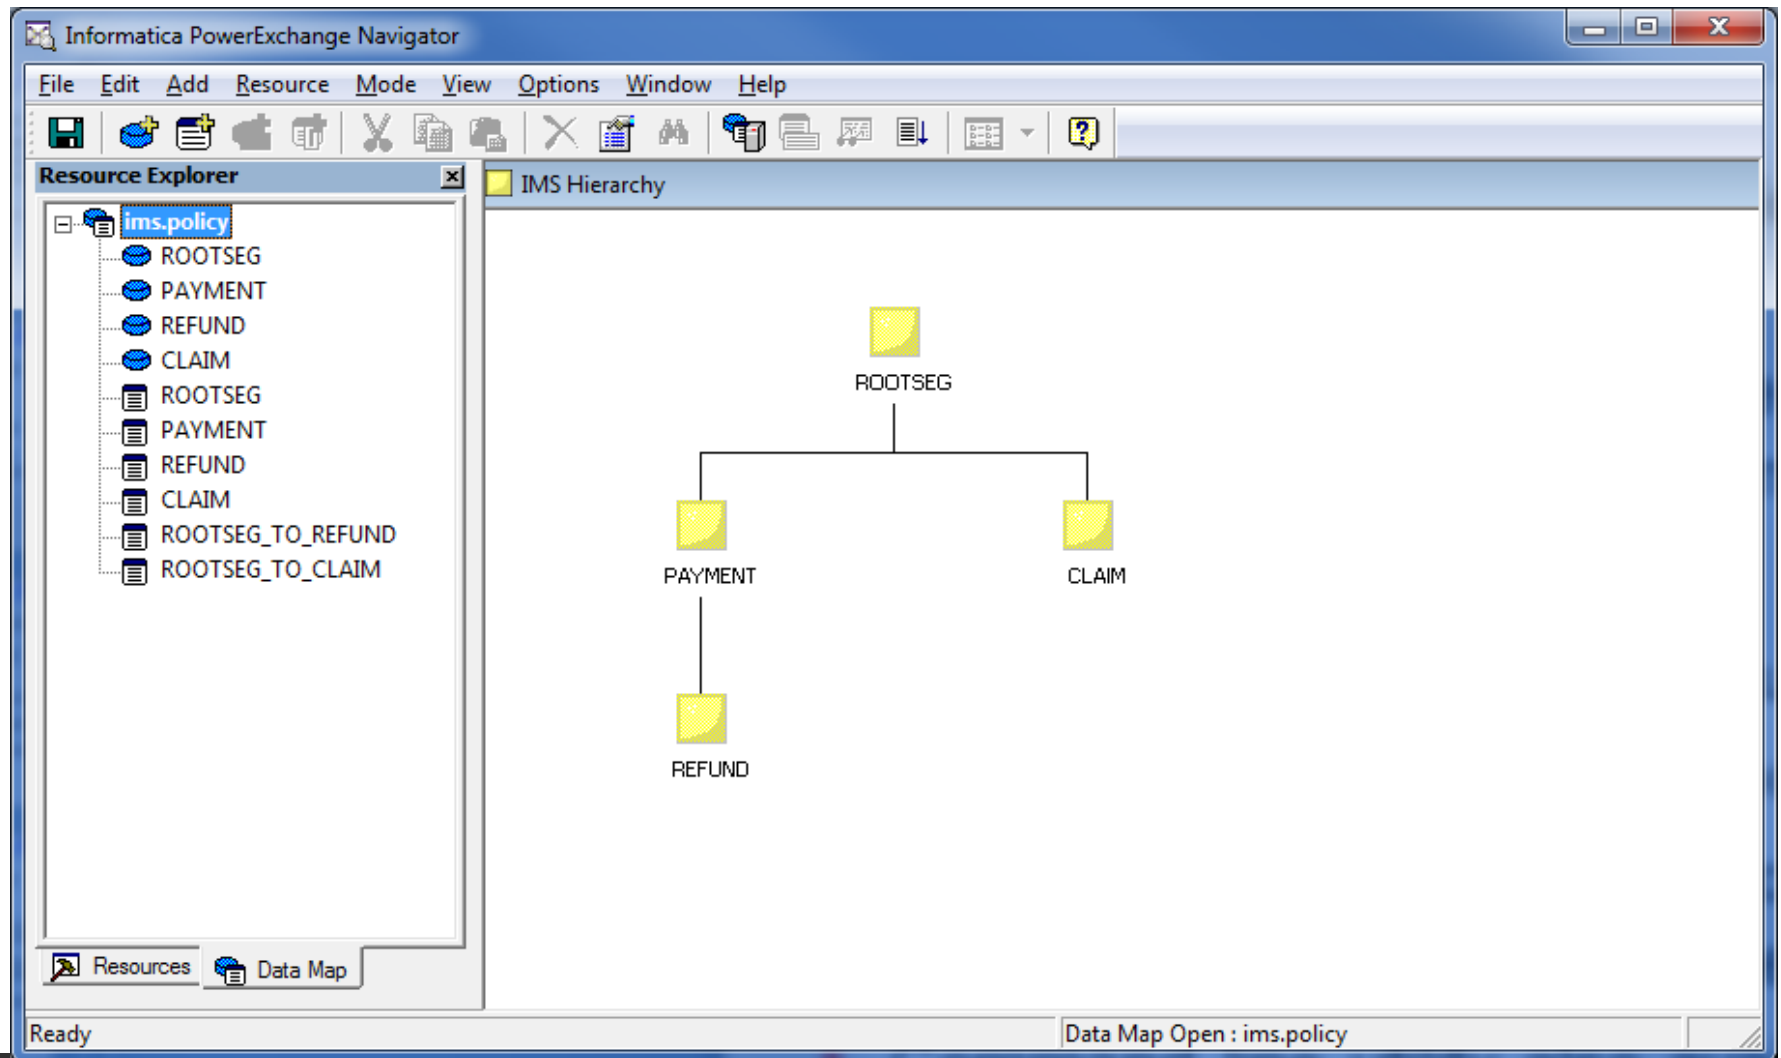 Informatica PowerExchange Navigator
File Edit Add Resource Mode View Options Window Help
Resource Explorer
ims.policy
ROOTSEG
PAYMENT
REFUND
CLAIM
ROOTSEG
PAYMENT
REFUND
CLAIM
ROOTSEG_TO_REFUND
ROOTSEG_TO_CLAIM
Resources Data Map
IMS Hierarchy
ROOTSEG
PAYMENT CLAIM
REFUND
Ready Data Map Open : ims.policy